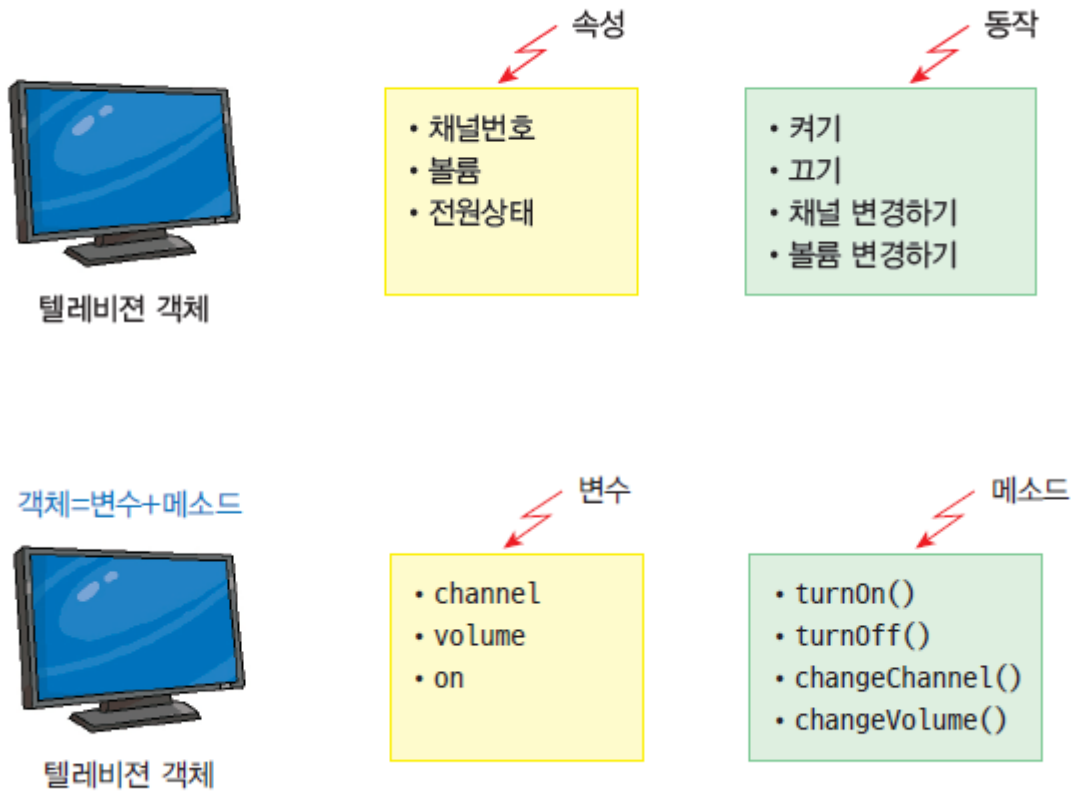 속성
• 채널번호
• 볼륨
• 전원상태
동작
• 켜기
• 끄기
• 채널 변경하기
• 볼륨 변경하기
텔레비젼 객체
객체=변수+메소드
변수
• channel
• volume
• on
메소드
• turnOn()
• turnOff()
• changeChannel()
• changeVolume()
텔레비젼 객체